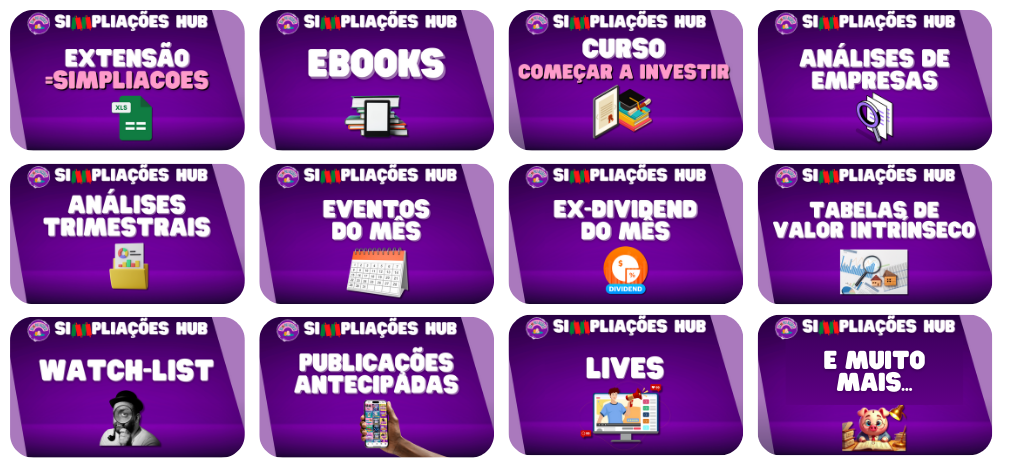 SIMPLIAÇÕES HUB
EXTENSÃO
=SIMPLIACOES
XLS
SIMPLIAÇÕES HUB
EBOOKS
SIMPLIAÇÕES HUB
CURSO
COMEÇAR A INVESTIR
SIMPLIAÇÕES HUB
ANÁLISES DE
EMPRESAS
SIMPLIAÇÕES HUB
ANÁLISES
TRIMESTRAIS
SIMPLIAÇÕES HUB
EVENTOS
DO MÊS
SIMPLIAÇÕES HUB
EX-DIVIDEND
DO MÊS
$
%
DIVIDEND
SIMPLIAÇÕES HUB
TABELAS DE
VALOR INTRÍNSECO
SIMPLIAÇÕES HUB
WATCH-LIST
SIMPLIAÇÕES HUB
PUBLICAÇÕES
ANTECIPADAS
SIMPLIAÇÕES HUB
LIVES
SIMPLIAÇÕES HUB
E MUITO
MAIS...